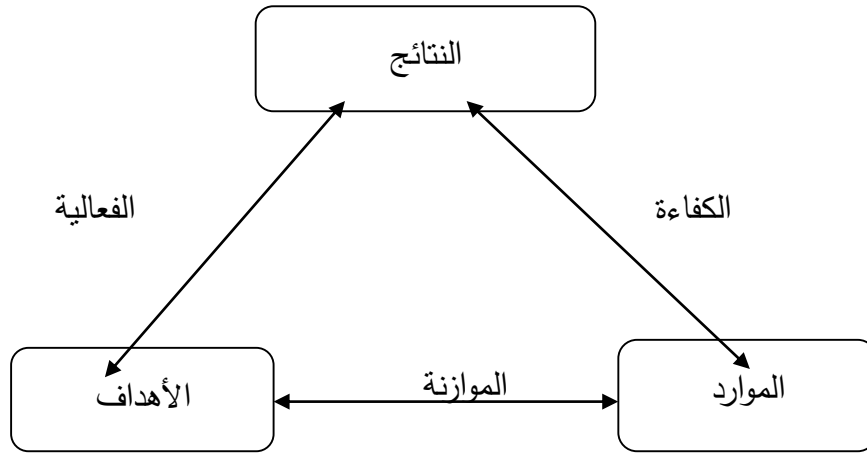 النتائج
الكفاءة
الفعالية
الموارد
الموازنة
الأهداف